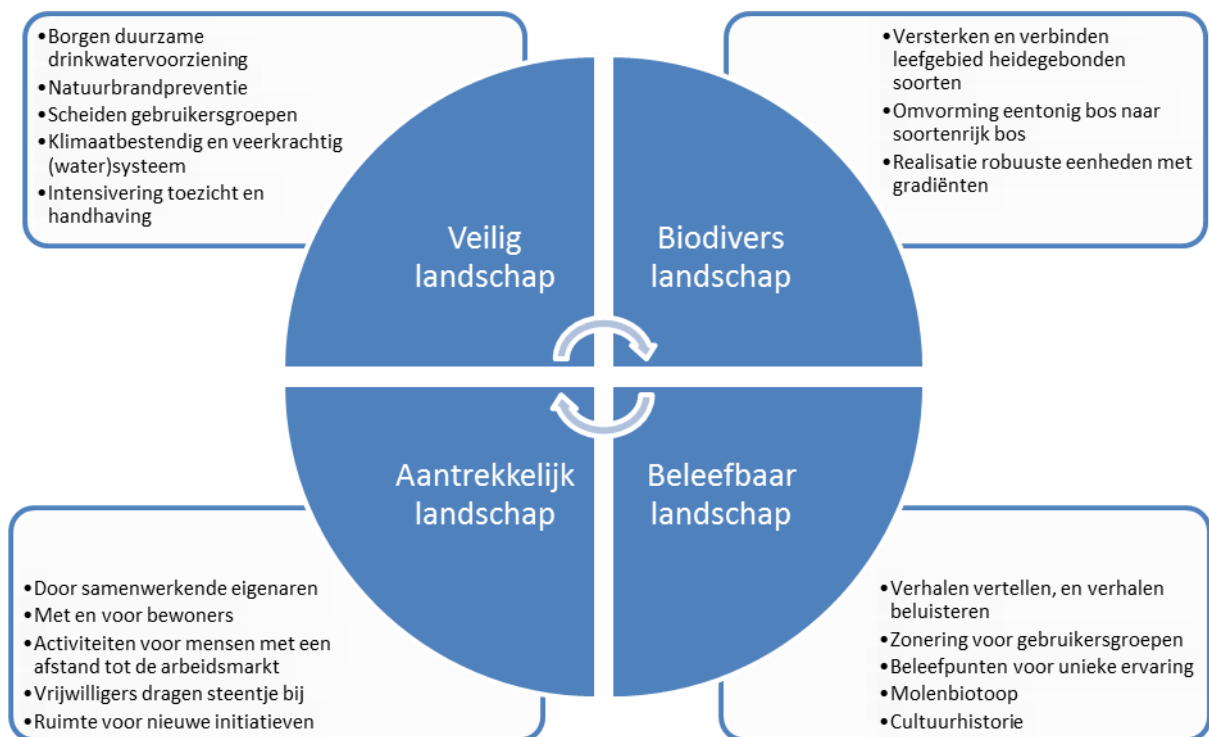 •Borgen duurzame
drinkwatervoorziening
•Natuurbrandpreventie
•Scheiden gebruikersgroepen
•Klimaatbestendig en veerkrachtig
(water)systeem
•Intensivering toezicht en
handhaving
•Versterken en verbinden
leefgebied heidegebonden
soorten
•Omvorming eentonig bos naar
soortenrijk bos
•Realisatie robuuste eenheden met
gradiënten
Veilig
landschap
Biodivers
landschap
Aantrekkelijk
landschap
Beleefbaar
landschap
•Door samenwerkende eigenaren
•Met en voor bewoners
•Activiteiten voor mensen met een
afstand tot de arbeidsmarkt
•Vrijwilligers dragen steentje bij
•Ruimte voor nieuwe initiatieven
•Verhalen vertellen, en verhalen
beluisteren
•Zonering voor gebruikersgroepen
•Beleefpunten voor unieke ervaring
•Molenbiotoop
•Cultuurhistorie